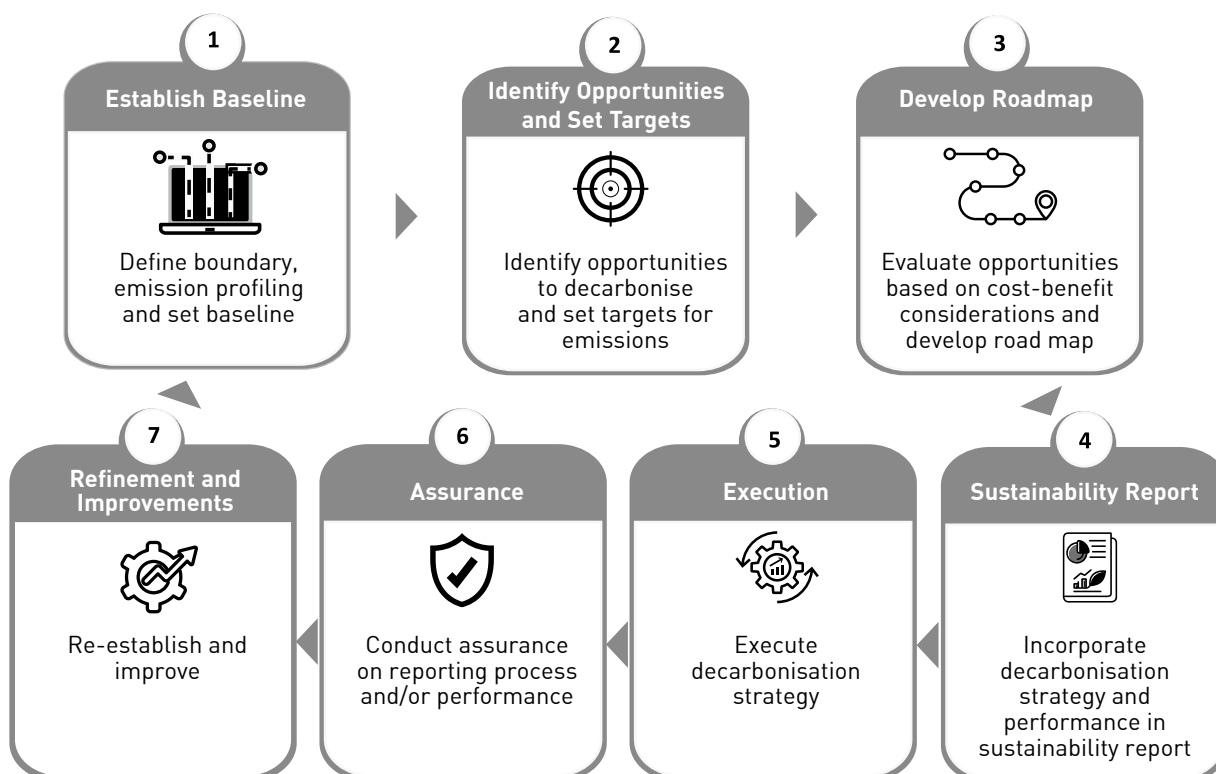 1
Establish Baseline
Define boundary,
emission profiling
and set baseline
2
Identify Opportunities
and Set Targets
Identify opportunities
to decarbonise
and set targets for
emissions
3
Develop Roadmap
Evaluate opportunities
based on cost-benefit
considerations and
develop road map
4
Sustainability Report
Incorporate
decarbonisation
strategy and
performance in
sustainability report
5
Execution
Execute
decarbonisation
strategy
6
Assurance
Conduct assurance
on reporting process
and/or performance
7
Refinement and
Improvements
Re-establish and
improve